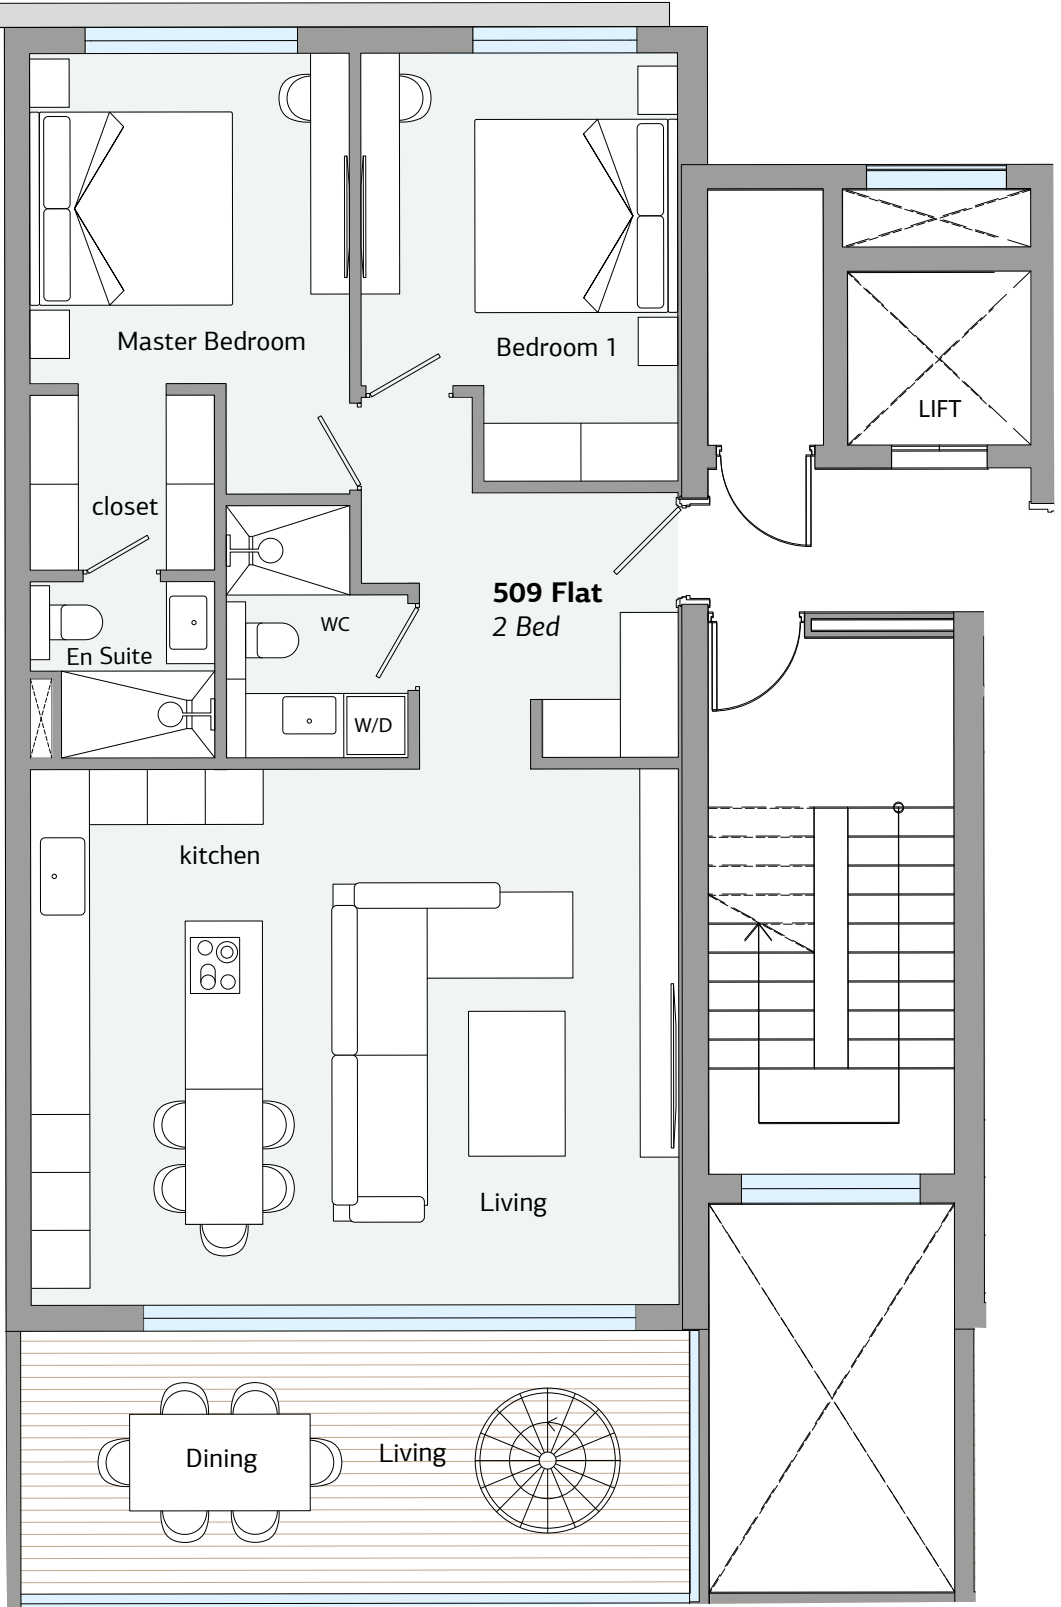 Master Bedroom
Bedroom 1
LIFT
closet
509 Flat
2 Bed
WC
En Suite
W/D
kitchen
Living
Dining
Living